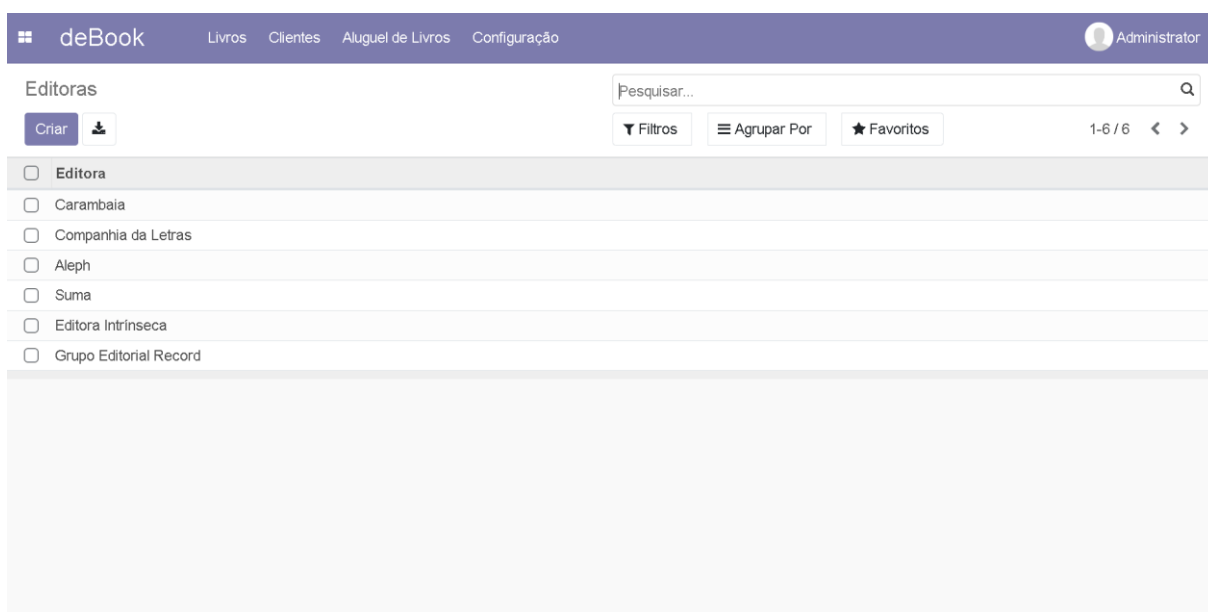 deBook Livros Clientes Aluguel de Livros Configuração Administrator
Editoras
Pesquisar...
Criar
Filtros Agrupar Por Favoritos 1-6 / 6
Editora
Carambaia
Companhia da Letras
Aleph
Suma
Editora Intrínseca
Grupo Editorial Record